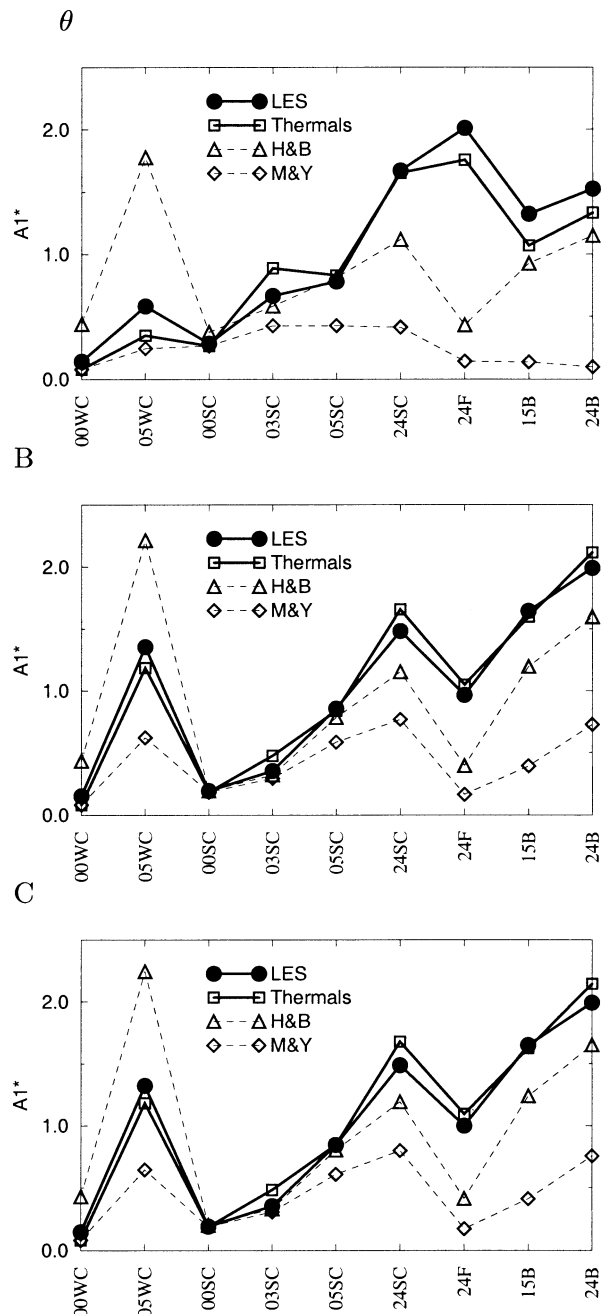 θ
LES
Thermals
H&B
M&Y
2.0
1.0
0.0
A1*
00WC
05WC
00SC
03SC
05SC
24SC
24F
15B
24B
B
LES
Thermals
H&B
M&Y
2.0
1.0
0.0
A1*
00WC
05WC
00SC
03SC
05SC
24SC
24F
15B
24B
C
LES
Thermals
H&B
M&Y
2.0
1.0
0.0
A1*
00WC
05WC
00SC
03SC
05SC
24SC
24F
15B
24B